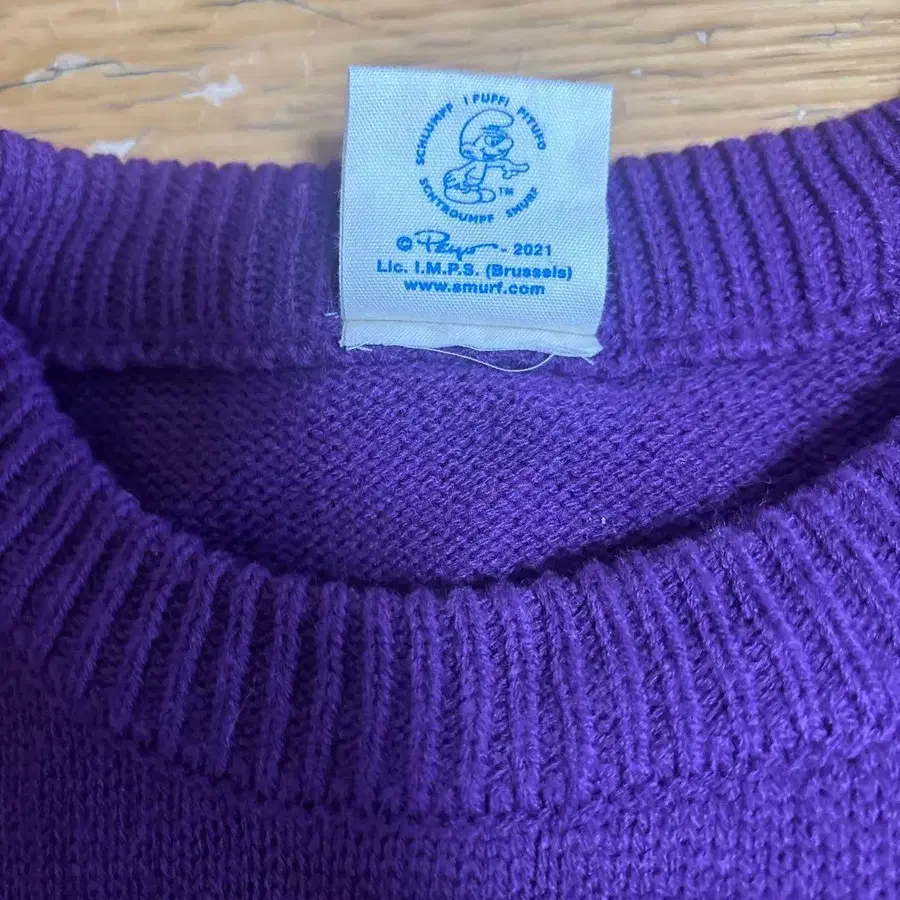 SCHLUMPF I PUFFI PITUFO
SCHTROUMPF SMURF
TM
© Peyo - 2021
Lic. I.M.P.S. (Brussels)
www.smurf.com